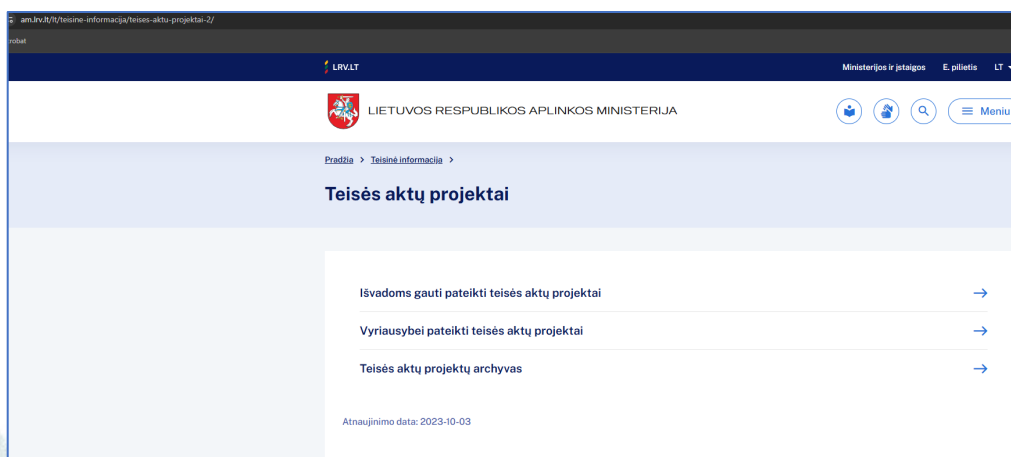 am.lrv.lt/lt/teisine-informacija/teises-aktu-projektai-2/
robat
LRV.LT Ministerijos ir įstaigos E. pilietis LT
LIETUVOS RESPUBLIKOS APLINKOS MINISTERIJA Meniu
Pradžia > Teisinė informacija >
Teisės aktų projektai
Išvadoms gauti pateikti teisės aktų projektai
Vyriausybei pateikti teisės aktų projektai
Teisės aktų projektų archyvas
Atnaujinimo data: 2023-10-03